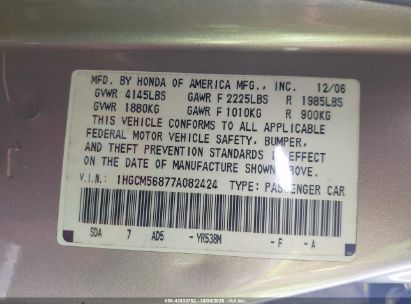 MFD. BY HONDA OF AMERICA MFG., INC. 12/06
GVWR 4145LBS GAWR F 2225LBS R 1985LBS
GVWR 1880KG GAWR F 1010KG R 900KG
THIS VEHICLE CONFORMS TO ALL APPLICABLE
FEDERAL MOTOR VEHICLE SAFETY, BUMPER,
AND THEFT PREVENTION STANDARDS IN EFFECT
ON THE DATE OF MANUFACTURE SHOWN ABOVE.
V.I.N. 1HGCM56877A082424 TYPE: PASSENGER CAR
SDA 7 AD5 - YR538M - F - A